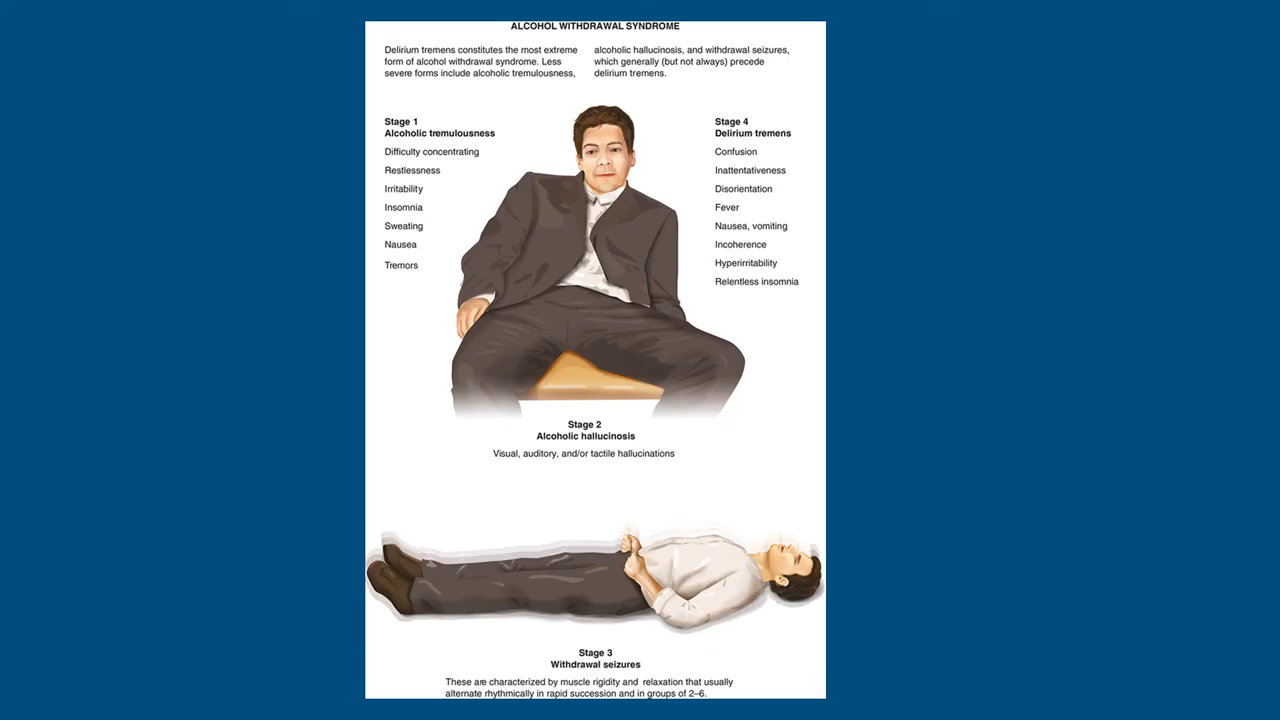 ALCOHOL WITHDRAWAL SYNDROME
Delirium tremens constitutes the most extreme
form of alcohol withdrawal syndrome. Less
severe forms include alcoholic tremulousness,
alcoholic hallucinosis, and withdrawal seizures,
which generally (but not always) precede
delirium tremens.
Stage 1
Alcoholic tremulousness
Difficulty concentrating
Restlessness
Irritability
Insomnia
Sweating
Nausea
Tremors
Stage 4
Delirium tremens
Confusion
Inattentativeness
Disorientation
Fever
Nausea, vomiting
Incoherence
Hyperirritability
Relentless insomnia
Stage 2
Alcoholic hallucinosis
Visual, auditory, and/or tactile hallucinations
Stage 3
Withdrawal seizures
These are characterized by muscle rigidity and relaxation that usually
alternate rhythmically in rapid succession and in groups of 2–6.